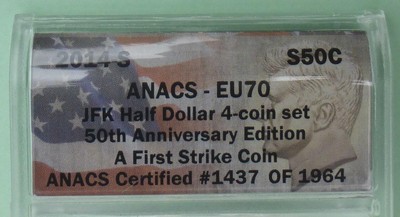 2014 S S50C
ANACS - EU70
JFK Half Dollar 4-coin set
50th Anniversary Edition
A First Strike Coin
ANACS Certified #1437 OF 1964